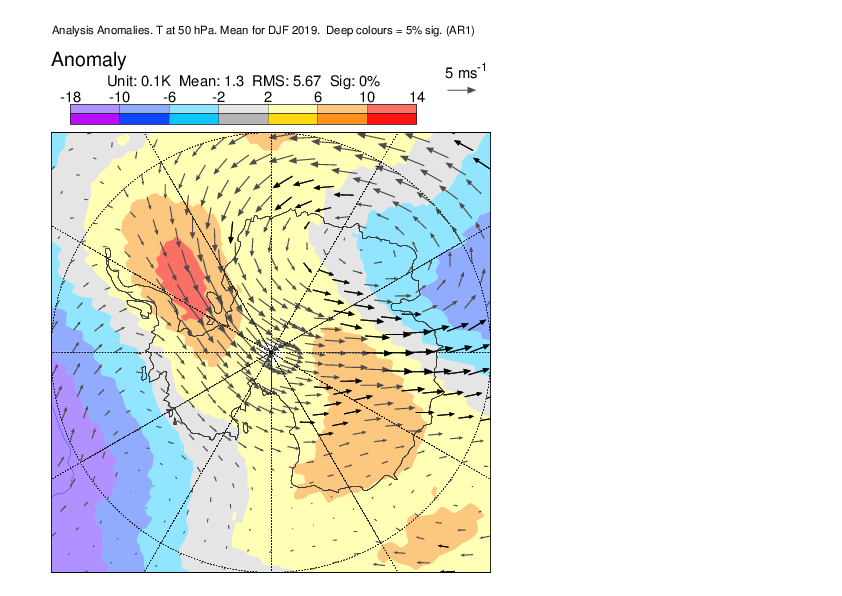 Analysis Anomalies. T at 50 hPa. Mean for DJF 2019. Deep colours = 5% sig. (AR1)
Anomaly
Unit: 0.1K Mean: 1.3 RMS: 5.67 Sig: 0%
5 ms-1
-18 -10 -6 -2 2 6 10 14